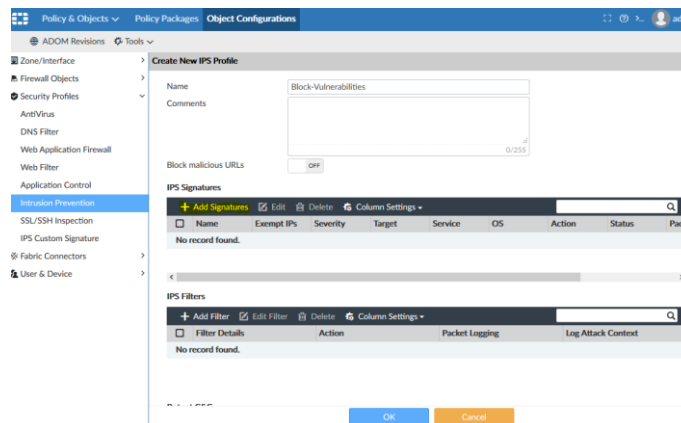 Policy & Objects Policy Packages Object Configurations ad
ADOM Revisions Tools
Zone/Interface
Firewall Objects
Security Profiles
AntiVirus
DNS Filter
Web Application Firewall
Web Filter
Application Control
Intrusion Prevention
SSL/SSH Inspection
IPS Custom Signature
Fabric Connectors
User & Device
Create New IPS Profile
Name Block-Vulnerabilities
Comments
0/255
Block malicious URLs OFF
IPS Signatures
+ Add Signatures Edit Delete Column Settings
Name Exempt IPs Severity Target Service OS Action Status Pac
No record found.
IPS Filters
+ Add Filter Edit Filter Delete Column Settings
Filter Details Action Packet Logging Log Attack Context
No record found.
OK Cancel